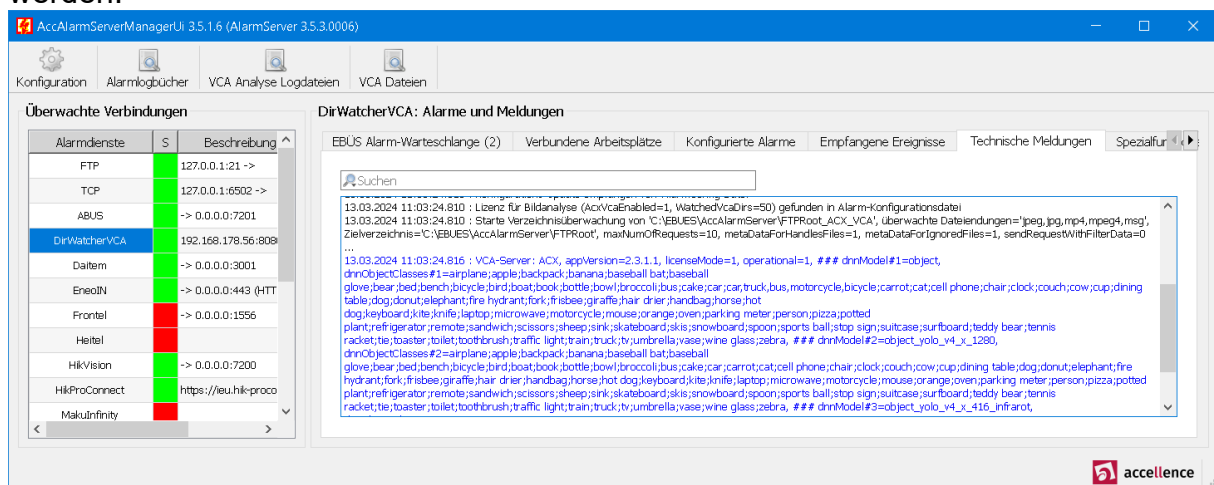 werden.
AccAlarmServerManagerUi 3.5.1.6 (AlarmServer 3.5.3.0006)
Konfiguration
Alarmlogbücher
VCA Analyse Logdateien
VCA Dateien
Überwachte Verbindungen
Alarmdienste S Beschreibung
FTP 127.0.0.1:21 ->
TCP 127.0.0.1:6502 ->
ABUS -> 0.0.0.0:7201
DirWatcherVCA 192.168.178.56:808
Daitem -> 0.0.0.0:3001
EneoIN -> 0.0.0.0:443 (HTT
Frontel -> 0.0.0.0:1556
Heitel
HikVision -> 0.0.0.0:7200
HikProConnect https://ieu.hik-proco
MakuInfinity
DirWatcherVCA: Alarme und Meldungen
EBÜS Alarm-Warteschlange (2) Verbundene Arbeitsplätze Konfigurierte Alarme Empfangene Ereignisse Technische Meldungen Spezialfun
Suchen
13.03.2024 11:03:24.810 : Lizenz für Bildanalyse (AcxVcaEnabled=1, WatchedVcaDirs=50) gefunden in Alarm-Konfigurationsdatei
13.03.2024 11:03:24.810 : Starte Verzeichnisüberwachung von 'C:\EBUES\AccAlarmServer\FTPRoot_ACX_VCA', überwachte Dateiendungen='jpeg,jpg,mp4,mpeg4,msg',
Zielverzeichnis='C:\EBUES\AccAlarmServer\FTPRoot', maxNumOfRequests=10, metaDataForHandlesFiles=1, metaDataForIgnoredFiles=1, sendRequestWithFilterData=0
...
13.03.2024 11:03:24.816 : VCA-Server: ACX, appVersion=2.3.1.1, licenseMode=1, operational=1, ### dnnModel#1=object,
dnnObjectClasses#1=airplane;apple;backpack;banana;baseball bat;baseball
glove;bear;bed;bench;bicycle;bird;boat;book;bottle;bowl;broccoli;bus;cake;car;car,truck,bus,motorcycle,bicycle;carrot;cat;cell phone;chair;clock;couch;cow;cup;dining
table;dog;donut;elephant;fire hydrant;fork;frisbee;giraffe;hair drier;handbag;horse;hot
dog;keyboard;kite;knife;laptop;microwave;motorcycle;mouse;orange;oven;parking meter;person;pizza;potted
plant;refrigerator;remote;sandwich;scissors;sheep;sink;skateboard;skis;snowboard;spoon;sports ball;stop sign;suitcase;surfboard;teddy bear;tennis
racket;tie;toaster;toilet;toothbrush;traffic light;train;truck;tv;umbrella;vase;wine glass;zebra, ### dnnModel#2=object_yolo_v4_x_1280,
dnnObjectClasses#2=airplane;apple;backpack;banana;baseball bat;baseball
glove;bear;bed;bench;bicycle;bird;boat;book;bottle;bowl;broccoli;bus;cake;car;carrot;cat;cell phone;chair;clock;couch;cow;cup;dining table;dog;donut;elephant;fire
hydrant;fork;frisbee;giraffe;hair drier;handbag;horse;hot dog;keyboard;kite;knife;laptop;microwave;motorcycle;mouse;orange;oven;parking meter;person;pizza;potted
plant;refrigerator;remote;sandwich;scissors;sheep;sink;skateboard;skis;snowboard;spoon;sports ball;stop sign;suitcase;surfboard;teddy bear;tennis
racket;tie;toaster;toilet;toothbrush;traffic light;train;truck;tv;umbrella;vase;wine glass;zebra, ### dnnModel#3=object_yolo_v4_x_416_infrarot,
accellence